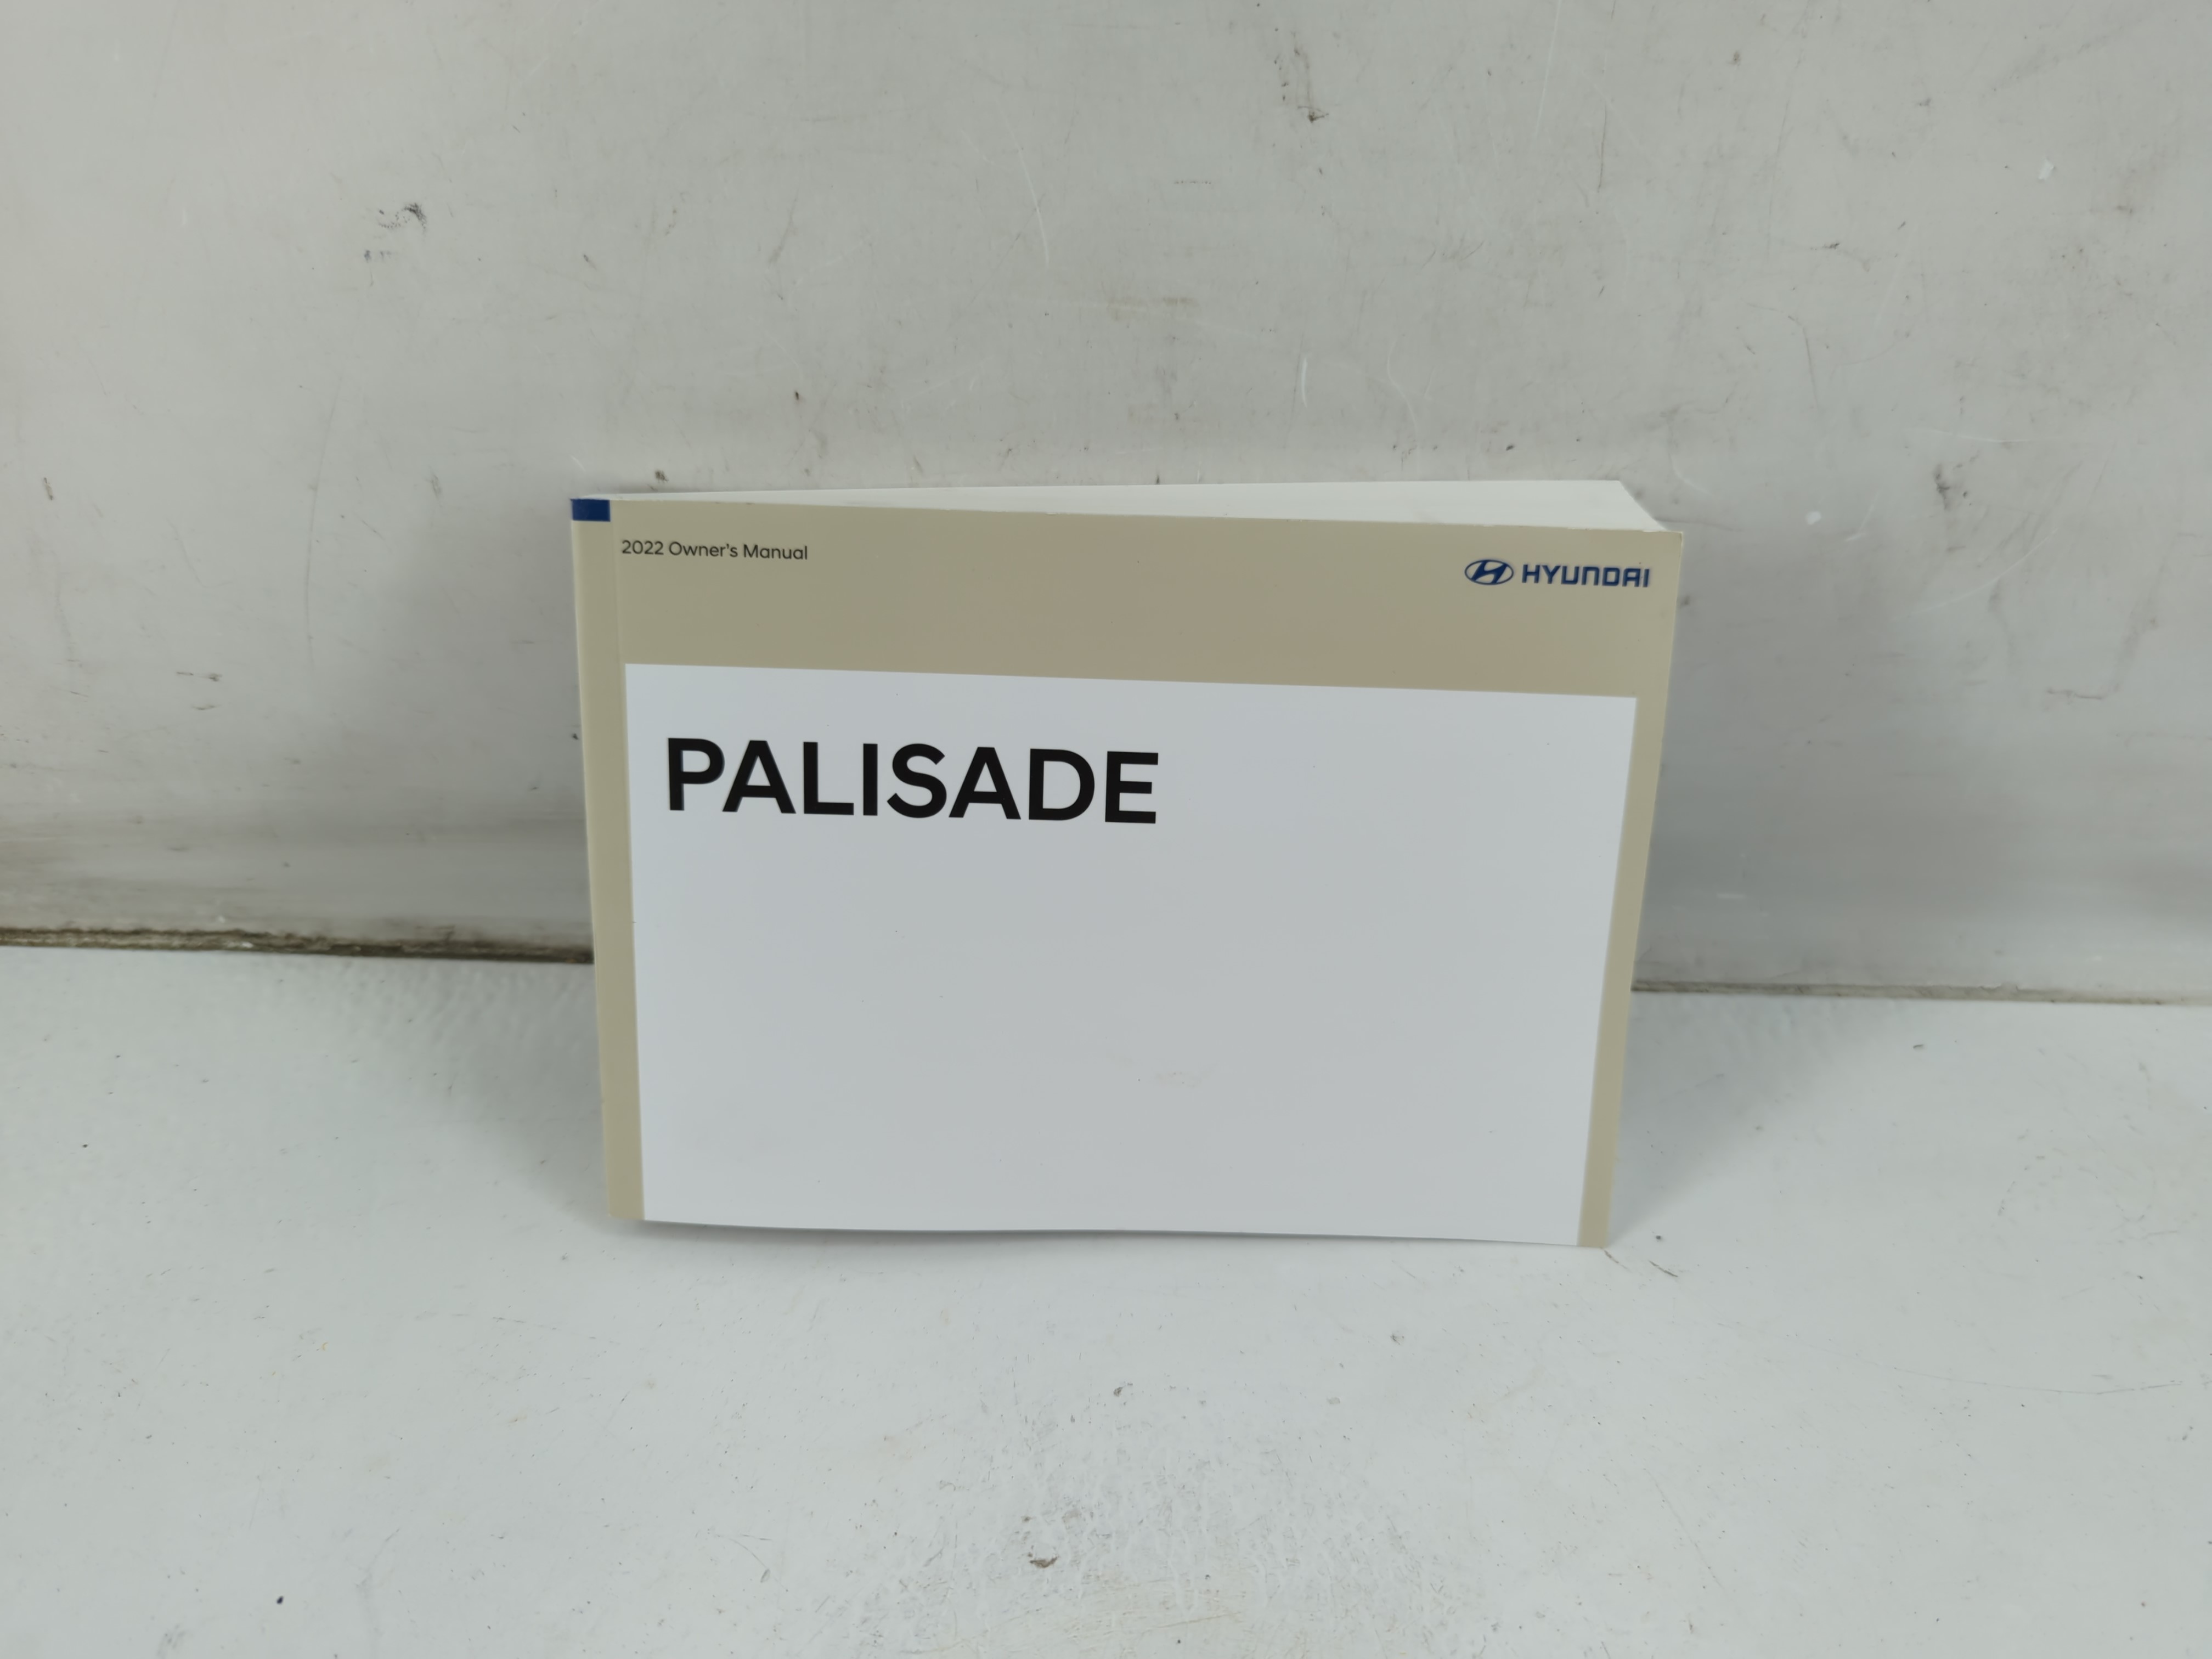 2022 Owner's Manual
HYUNDAI
PALISADE